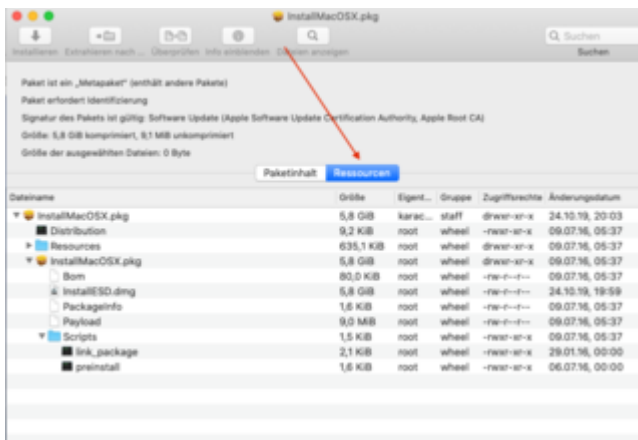 InstallMacOSX.pkg
Suchen
Installieren Extrahieren nach ... Überprüfen Info einblenden Dateien anzeigen Suchen
Paket ist ein „Metapaket" (enthält andere Pakete)
Paket erfordert Identifizierung
Signatur des Pakets ist gültig: Software Update (Apple Software Update Certification Authority, Apple Root CA)
Größe: 5,8 GiB komprimiert, 9,1 MiB unkomprimiert
Größe der ausgewählten Dateien: 0 Byte
Paketinhalt Ressourcen
Dateiname Größe Eigent... Gruppe Zugriffsrechte Änderungsdatum
InstallMacOSX.pkg 5,8 GiB karac... staff drwxr-xr-x 24.10.19, 20:03
Distribution 9,2 KiB root wheel -rwxr-xr-x 09.07.16, 05:37
Resources 635,1 KiB root wheel drwxr-xr-x 09.07.16, 05:37
InstallMacOSX.pkg 5,8 GiB root wheel drwxr-xr-x 09.07.16, 05:37
Bom 80,0 KiB root wheel -rw-r--r-- 09.07.16, 05:37
InstallESD.dmg 5,8 GiB root wheel -rw-r--r-- 24.10.19, 19:59
PackageInfo 1,6 KiB root wheel -rw-r--r-- 09.07.16, 05:37
Payload 9,0 MiB root wheel -rw-r--r-- 09.07.16, 05:37
Scripts 1,5 KiB root wheel drwxr-xr-x 09.07.16, 05:37
link_package 2,1 KiB root wheel -rwxr-xr-x 29.01.16, 00:00
preinstall 1,6 KiB root wheel -rwxr-xr-x 06.07.16, 00:00